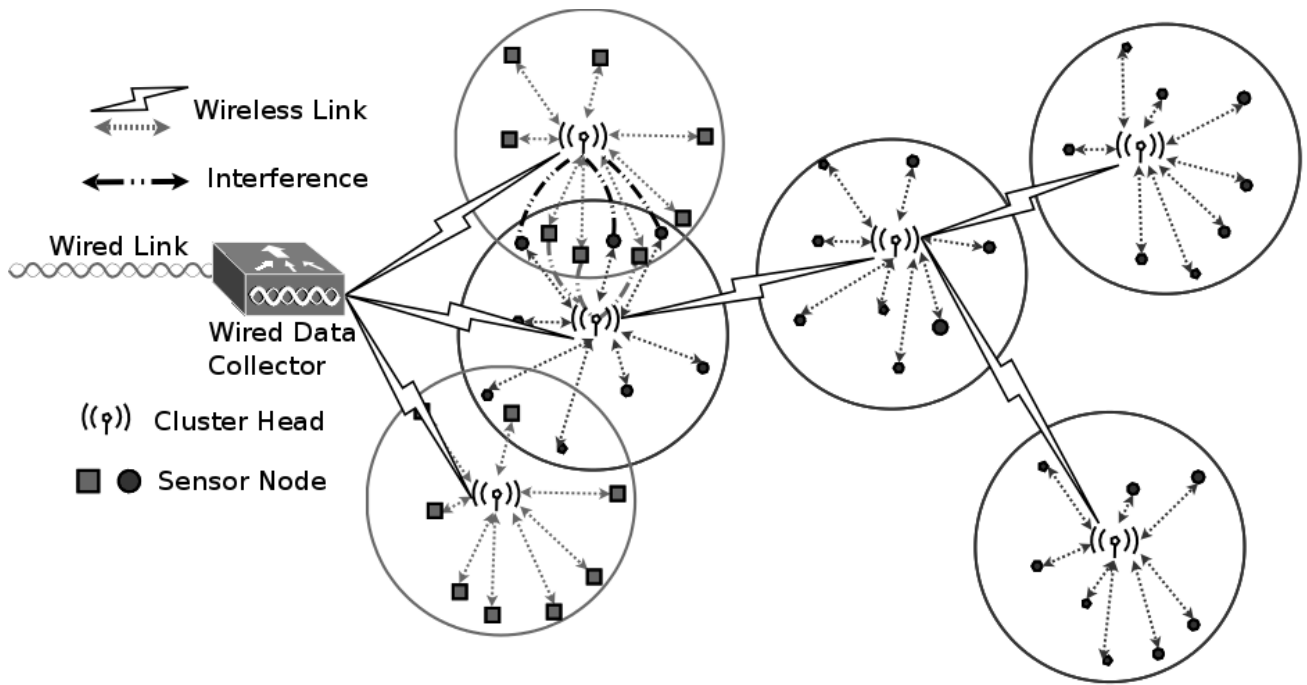 Wireless Link
Interference
Wired Link
Wired Data
Collector
Cluster Head
Sensor Node